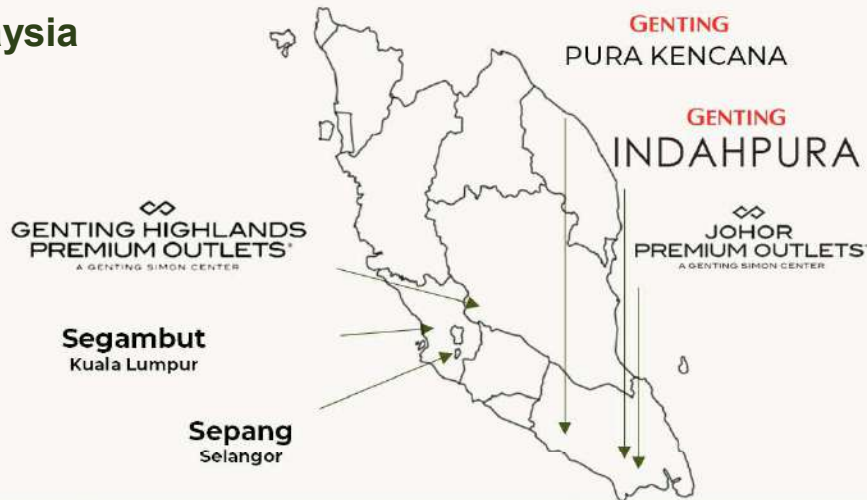 aysia
GENTING
PURA KENCANA
GENTING
INDAHPURA
GENTING HIGHLANDS
PREMIUM OUTLETS®
A GENTING SIMON CENTER
JOHOR
PREMIUM OUTLETS®
A GENTING SIMON CENTER
Segambut
Kuala Lumpur
Sepang
Selangor